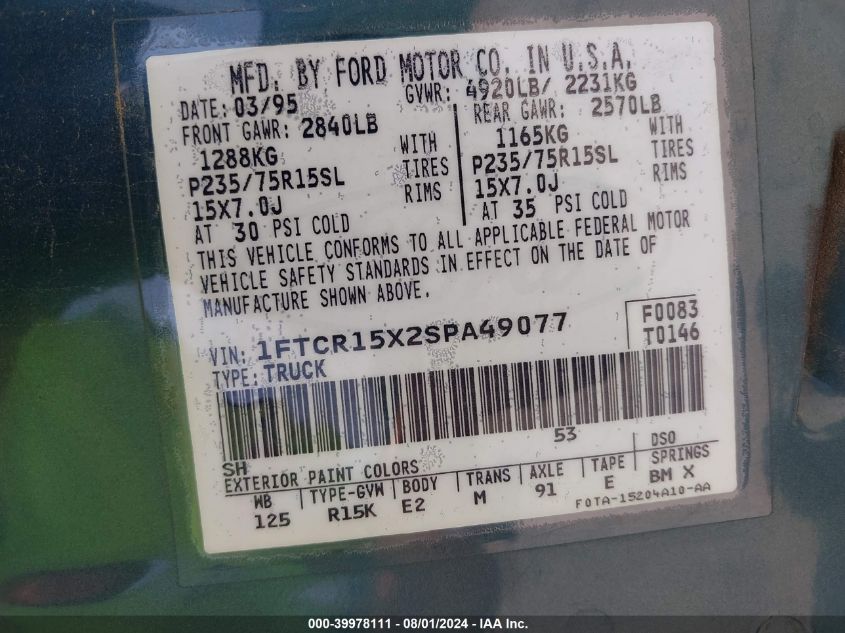 MFD. BY FORD MOTOR CO. IN U.S.A.
DATE: 03/95 GVWR: 4920LB/ 2231KG
FRONT GAWR: 2840LB REAR GAWR: 2570LB
1288KG WITH 1165KG WITH
P235/75R15SL TIRES P235/75R15SL TIRES
15X7.0J RIMS 15X7.0J RIMS
AT 30 PSI COLD AT 35 PSI COLD
THIS VEHICLE CONFORMS TO ALL APPLICABLE FEDERAL MOTOR
VEHICLE SAFETY STANDARDS IN EFFECT ON THE DATE OF
MANUFACTURE SHOWN ABOVE.
VIN: 1FTCR15X2SPA49077 F0083
TYPE: TRUCK T0146
SH 53
EXTERIOR PAINT COLORS DSO
WB TYPE-GVW BODY TRANS AXLE TAPE SPRINGS
125 R15K E2 M 91 E BM X
F0TA-15204A10-AA
000-39978111 - 08/01/2024 - IAA Inc.